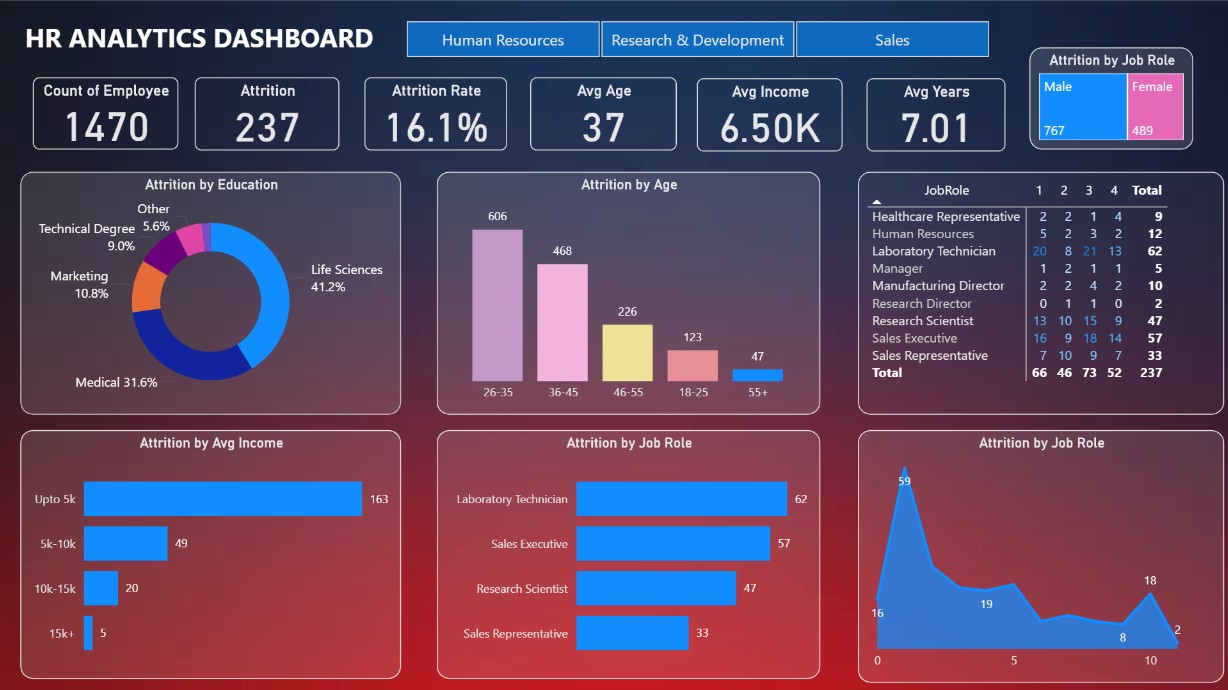 HR ANALYTICS DASHBOARD
Human Resources
Research & Development
Sales
Count of Employee
1470
Attrition
237
Attrition Rate
16.1%
Avg Age
37
Avg Income
6.50K
Avg Years
7.01
Attrition by Job Role
Male
Female
767
489
Attrition by Education
Other
5.6%
Technical Degree
9.0%
Marketing
10.8%
Life Sciences
41.2%
Medical 31.6%
Attrition by Age
606
468
226
123
47
26-35
36-45
46-55
18-25
55+
JobRole 1 2 3 4 Total
Healthcare Representative 2 2 1 4 9
Human Resources 5 2 3 2 12
Laboratory Technician 20 8 21 13 62
Manager 1 2 1 1 5
Manufacturing Director 2 2 4 2 10
Research Director 0 1 1 0 2
Research Scientist 13 10 15 9 47
Sales Executive 16 9 18 14 57
Sales Representative 7 10 9 7 33
Total 66 46 73 52 237
Attrition by Avg Income
Upto 5k 163
5k-10k 49
10k-15k 20
15k+ 5
Attrition by Job Role
Laboratory Technician 62
Sales Executive 57
Research Scientist 47
Sales Representative 33
Attrition by Job Role
59
16
19
8
18
2
0
5
10